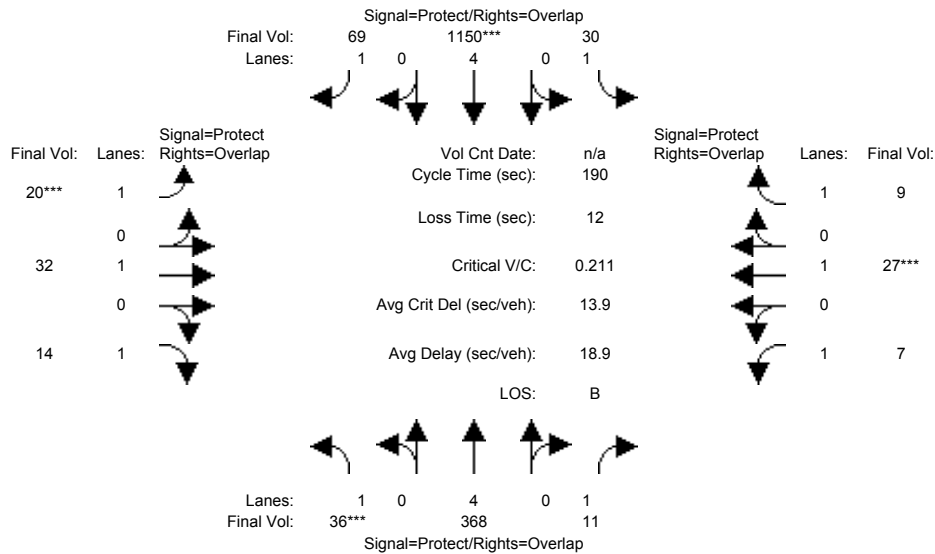 Signal=Protect/Rights=Overlap
Final Vol: 69 1150*** 30
Lanes: 1 0 4 0 1
Signal=Protect
Rights=Overlap
Final Vol: Lanes:
Vol Cnt Date: n/a
Signal=Protect
Rights=Overlap
Lanes: Final Vol:
Cycle Time (sec): 190
20*** 1
1 9
Loss Time (sec): 12
0
0
32 1
Critical V/C: 0.211
1 27***
0
Avg Crit Del (sec/veh): 13.9
0
14 1
Avg Delay (sec/veh): 18.9
1 7
LOS: B
Lanes: 1 0 4 0 1
Final Vol: 36*** 368 11
Signal=Protect/Rights=Overlap